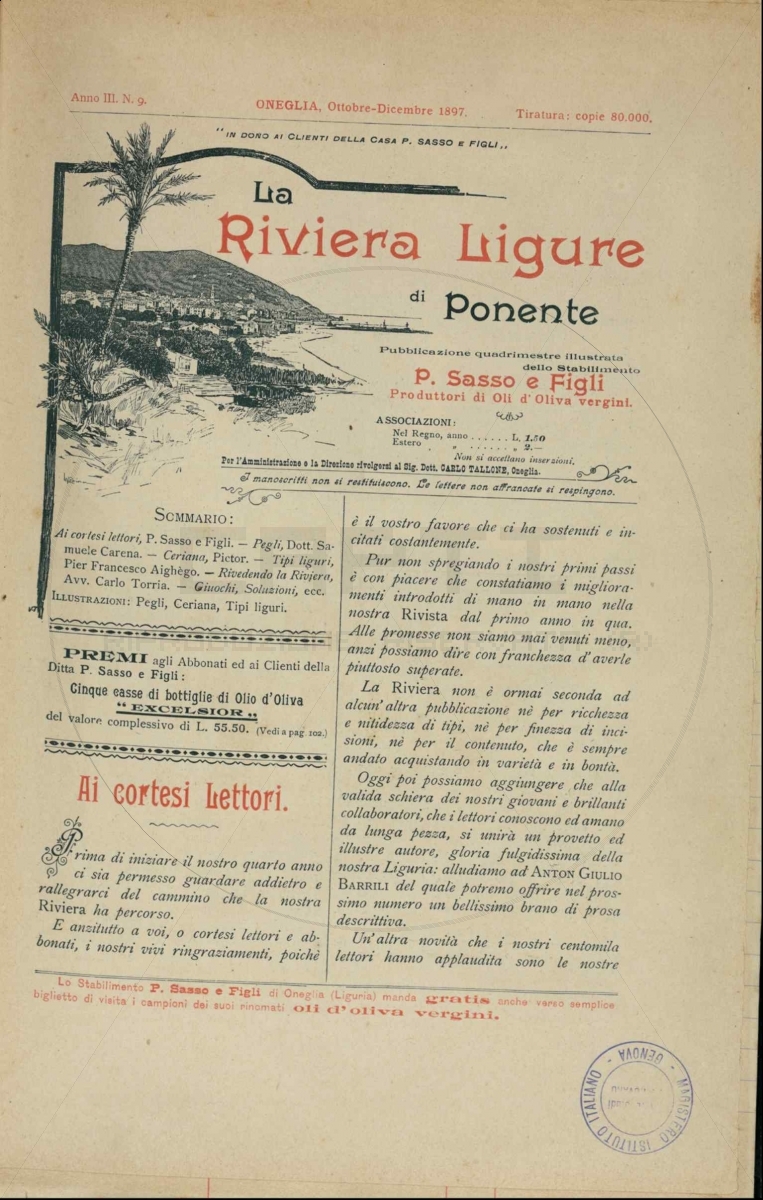 Anno III. N. 9.
ONEGLIA, Ottobre-Dicembre 1897.
Tiratura: copie 80.000.
"IN DONO AI CLIENTI DELLA CASA P. SASSO E FIGLI„
La
Riviera Ligure
di Ponente
Pubblicazione quadrimestre illustrata
dello Stabilimento
P. Sasso e Figli
Produttori di Oli d'Oliva vergini.
ASSOCIAZIONI:
Nel Regno, anno . . . . . . L. 1.50
Estero „ . . . . . . „ 2.—
Non si accettano inserzioni.
Per l'Amministrazione e la Direzione rivolgersi al Sig. Dott. CARLO TALLONE, Oneglia.
I manoscritti non si restituiscono. Le lettere non affrancate si respingono.
SOMMARIO:
Ai cortesi lettori, P. Sasso e Figli. — Pegli, Dott. Sa-
muele Carena. — Ceriana, Pictor. — Tipi liguri,
Pier Francesco Aighègo. — Rivedendo la Riviera,
Avv. Carlo Torria. — Giuochi, Soluzioni, ecc.
ILLUSTRAZIONI: Pegli, Ceriana, Tipi liguri.
PREMI agli Abbonati ed ai Clienti della
Ditta P. Sasso e Figli:
Cinque casse di bottiglie di Olio d'Oliva
"EXCELSIOR„
del valore complessivo di L. 55.50. (Vedi a pag. 102.)
Ai cortesi Lettori.
Prima di iniziare il nostro quarto anno
ci sia permesso guardare addietro e
rallegrarci del cammino che la nostra
Riviera ha percorso.
E anzitutto a voi, o cortesi lettori e ab-
bonati, i nostri vivi ringraziamenti, poichè
è il vostro favore che ci ha sostenuti e in-
citati costantemente.
Pur non spregiando i nostri primi passi
è con piacere che constatiamo i migliora-
menti introdotti di mano in mano nella
nostra Rivista dal primo anno in qua.
Alle promesse non siamo mai venuti meno,
anzi possiamo dire con franchezza d'averle
piuttosto superate.
La Riviera non è ormai seconda ad
alcun'altra pubblicazione nè per ricchezza
e nitidezza di tipi, nè per finezza di inci-
sioni, nè per il contenuto, che è sempre
andato acquistando in varietà e in bontà.
Oggi poi possiamo aggiungere che alla
valida schiera dei nostri giovani e brillanti
collaboratori, che i lettori conoscono ed amano
da lunga pezza, si unirà un provetto ed
illustre autore, gloria fulgidissima della
nostra Liguria: alludiamo ad ANTON GIULIO
BARRILI del quale potremo offrire nel pros-
simo numero un bellissimo brano di prosa
descrittiva.
Un'altra novità che i nostri centomila
lettori hanno applaudita sono le nostre
Lo Stabilimento P. Sasso e Figli di Oneglia (Liguria) manda gratis anche verso semplice
biglietto di visita i campioni dei suoi rinomati oli d'oliva vergini.
MAGISTERO ISTITUTO ITALIANO - GENOVA -